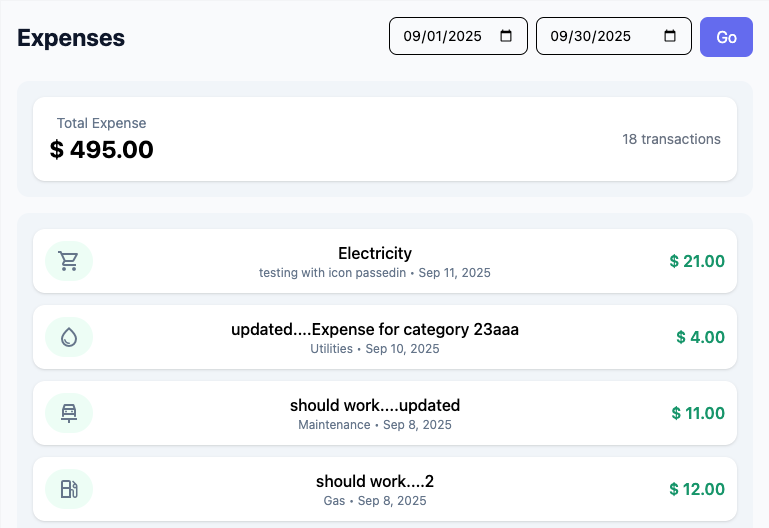 Expenses
09/01/2025
09/30/2025
Go
Total Expense
$ 495.00
18 transactions
Electricity
testing with icon passedin • Sep 11, 2025
$ 21.00
updated....Expense for category 23aaa
Utilities • Sep 10, 2025
$ 4.00
should work....updated
Maintenance • Sep 8, 2025
$ 11.00
should work....2
Gas • Sep 8, 2025
$ 12.00